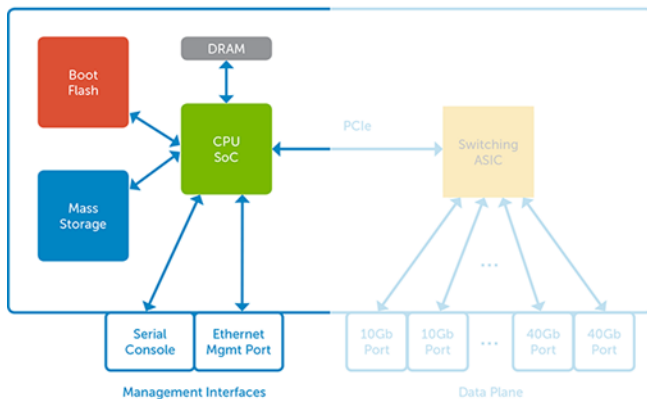 DRAM
Boot
Flash
CPU
SoC
PCIe
Switching
ASIC
Mass
Storage
...
Serial
Console
Ethernet
Mgmt Port
10Gb
Port
10Gb
Port
...
40Gb
Port
40Gb
Port
Management Interfaces
Data Plane